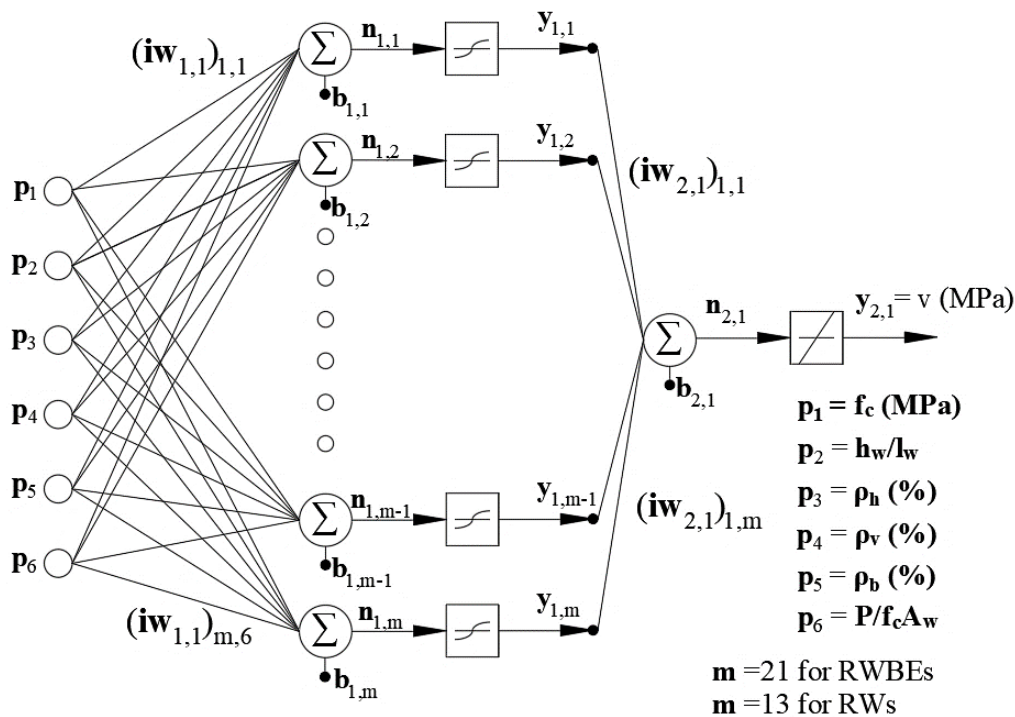 (iw1,1)1,1
n1,1
y1,1
b1,1
n1,2
y1,2
b1,2
(iw2,1)1,1
p1
p2
p3
p4
p5
p6
n2,1
y2,1= v (MPa)
b2,1
n1,m-1
y1,m-1
b1,m-1
(iw2,1)1,m
(iw1,1)m,6
n1,m
y1,m
b1,m
p1 = fc (MPa)
p2 = hw/lw
p3 = ρh (%)
p4 = ρv (%)
p5 = ρb (%)
p6 = P/fcAw
m =21 for RWBEs
m =13 for RWs
Σ
Σ
Σ
Σ
Σ